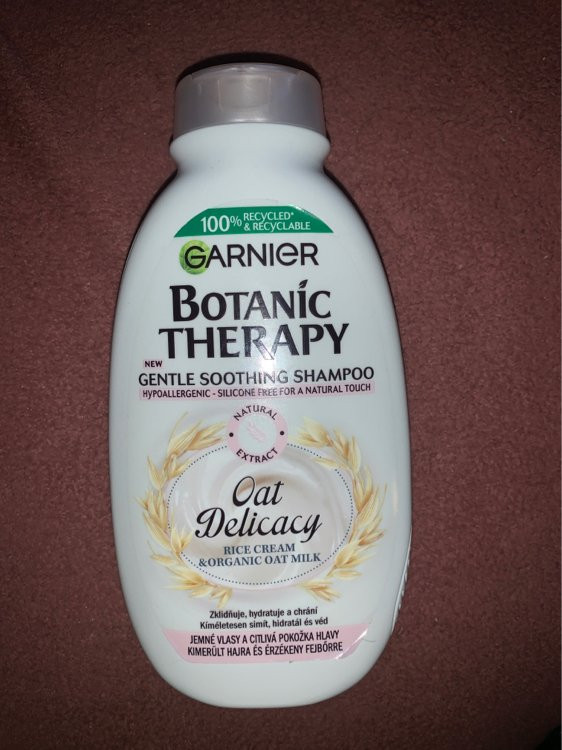 100% RECYCLED*
& RECYCLABLE
GARNIER
BOTANIC
THERAPY
NEW
GENTLE SOOTHING SHAMPOO
HYPOALLERGENIC - SILICONE FREE FOR A NATURAL TOUCH
NATURAL
EXTRACT
Oat
Delicacy
RICE CREAM
& ORGANIC OAT MILK
Zklidňuje, hydratuje a chrání
Kíméletesen simít, hidratál és véd
JEMNÉ VLASY A CITLIVÁ POKOŽKA HLAVY
KIMERÜLT HAJRA ÉS ÉRZÉKENY FEJBŐRRE